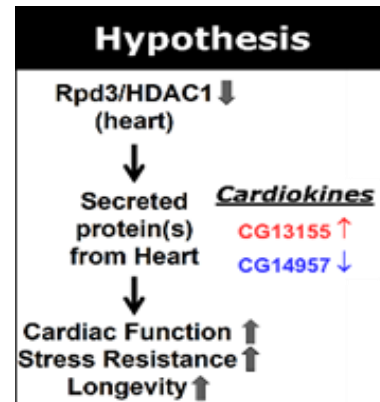 Hypothesis
Rpd3/HDAC1
(heart)
Secreted
protein(s)
from Heart
Cardiokines
CG13155 ↑
CG14957 ↓
Cardiac Function
Stress Resistance
Longevity